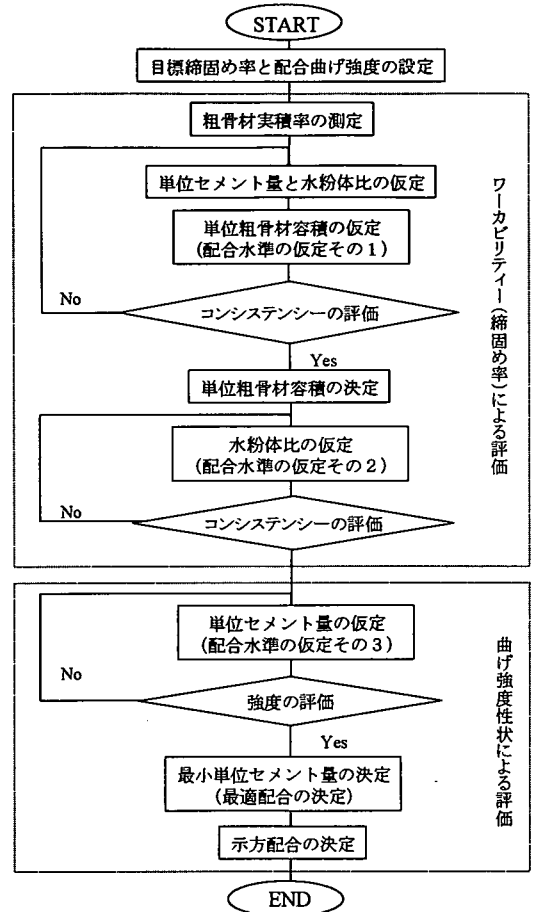 START
目標締固め率と配合曲げ強度の設定
粗骨材実積率の測定
単位セメント量と水粉体比の仮定
単位粗骨材容積の仮定
(配合水準の仮定その1)
No
コンシステンシーの評価
Yes
単位粗骨材容積の決定
水粉体比の仮定
(配合水準の仮定その2)
No
コンシステンシーの評価
ワーカビリティー(締固め率)による評価
単位セメント量の仮定
(配合水準の仮定その3)
No
強度の評価
Yes
最小単位セメント量の決定
(最適配合の決定)
示方配合の決定
曲げ強度性状による評価
END